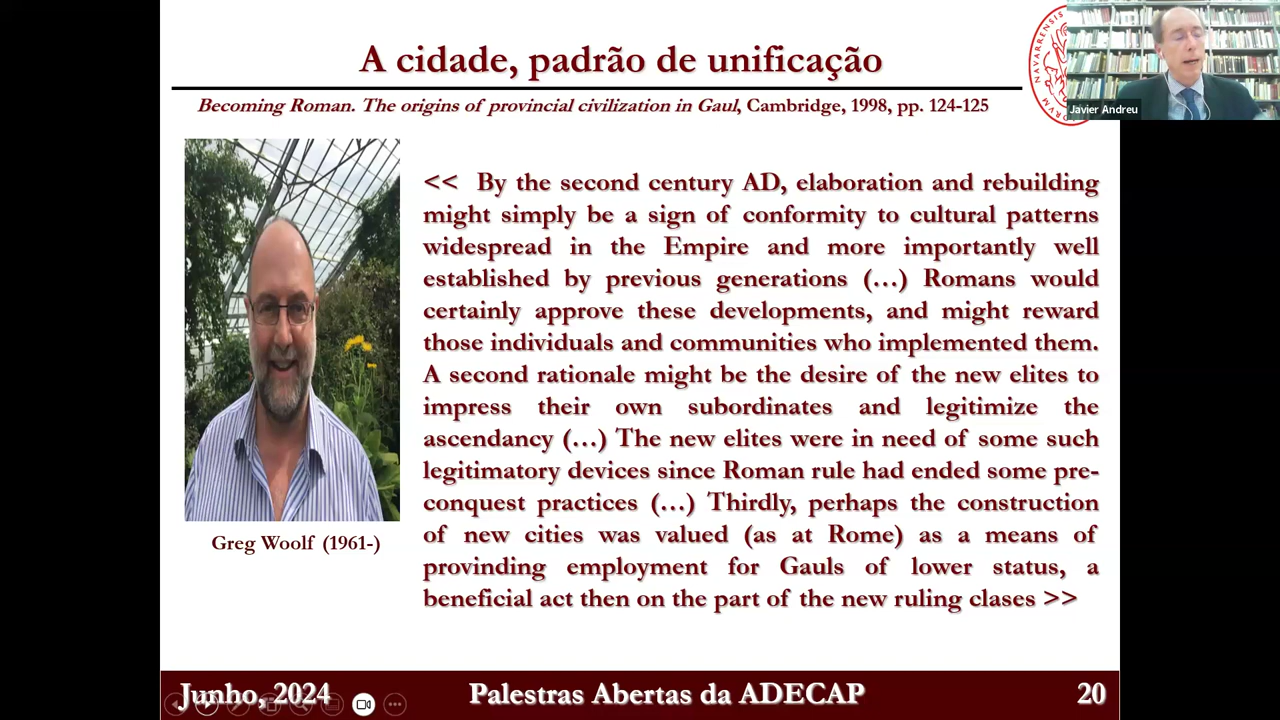 A cidade, padrão de unificação
Becoming Roman. The origins of provincial civilization in Gaul, Cambridge, 1998, pp. 124-125
NAVARRENSIS
Javier Andreu
<< By the second century AD, elaboration and rebuilding
might simply be a sign of conformity to cultural patterns
widespread in the Empire and more importantly well
established by previous generations (…) Romans would
certainly approve these developments, and might reward
those individuals and communities who implemented them.
A second rationale might be the desire of the new elites to
impress their own subordinates and legitimize the
ascendancy (…) The new elites were in need of some such
legitimatory devices since Roman rule had ended some pre-
conquest practices (…) Thirdly, perhaps the construction
of new cities was valued (as at Rome) as a means of
provinding employment for Gauls of lower status, a
beneficial act then on the part of the new ruling clases >>
Greg Woolf (1961-)
Junho, 2024
Palestras Abertas da ADECAP
20